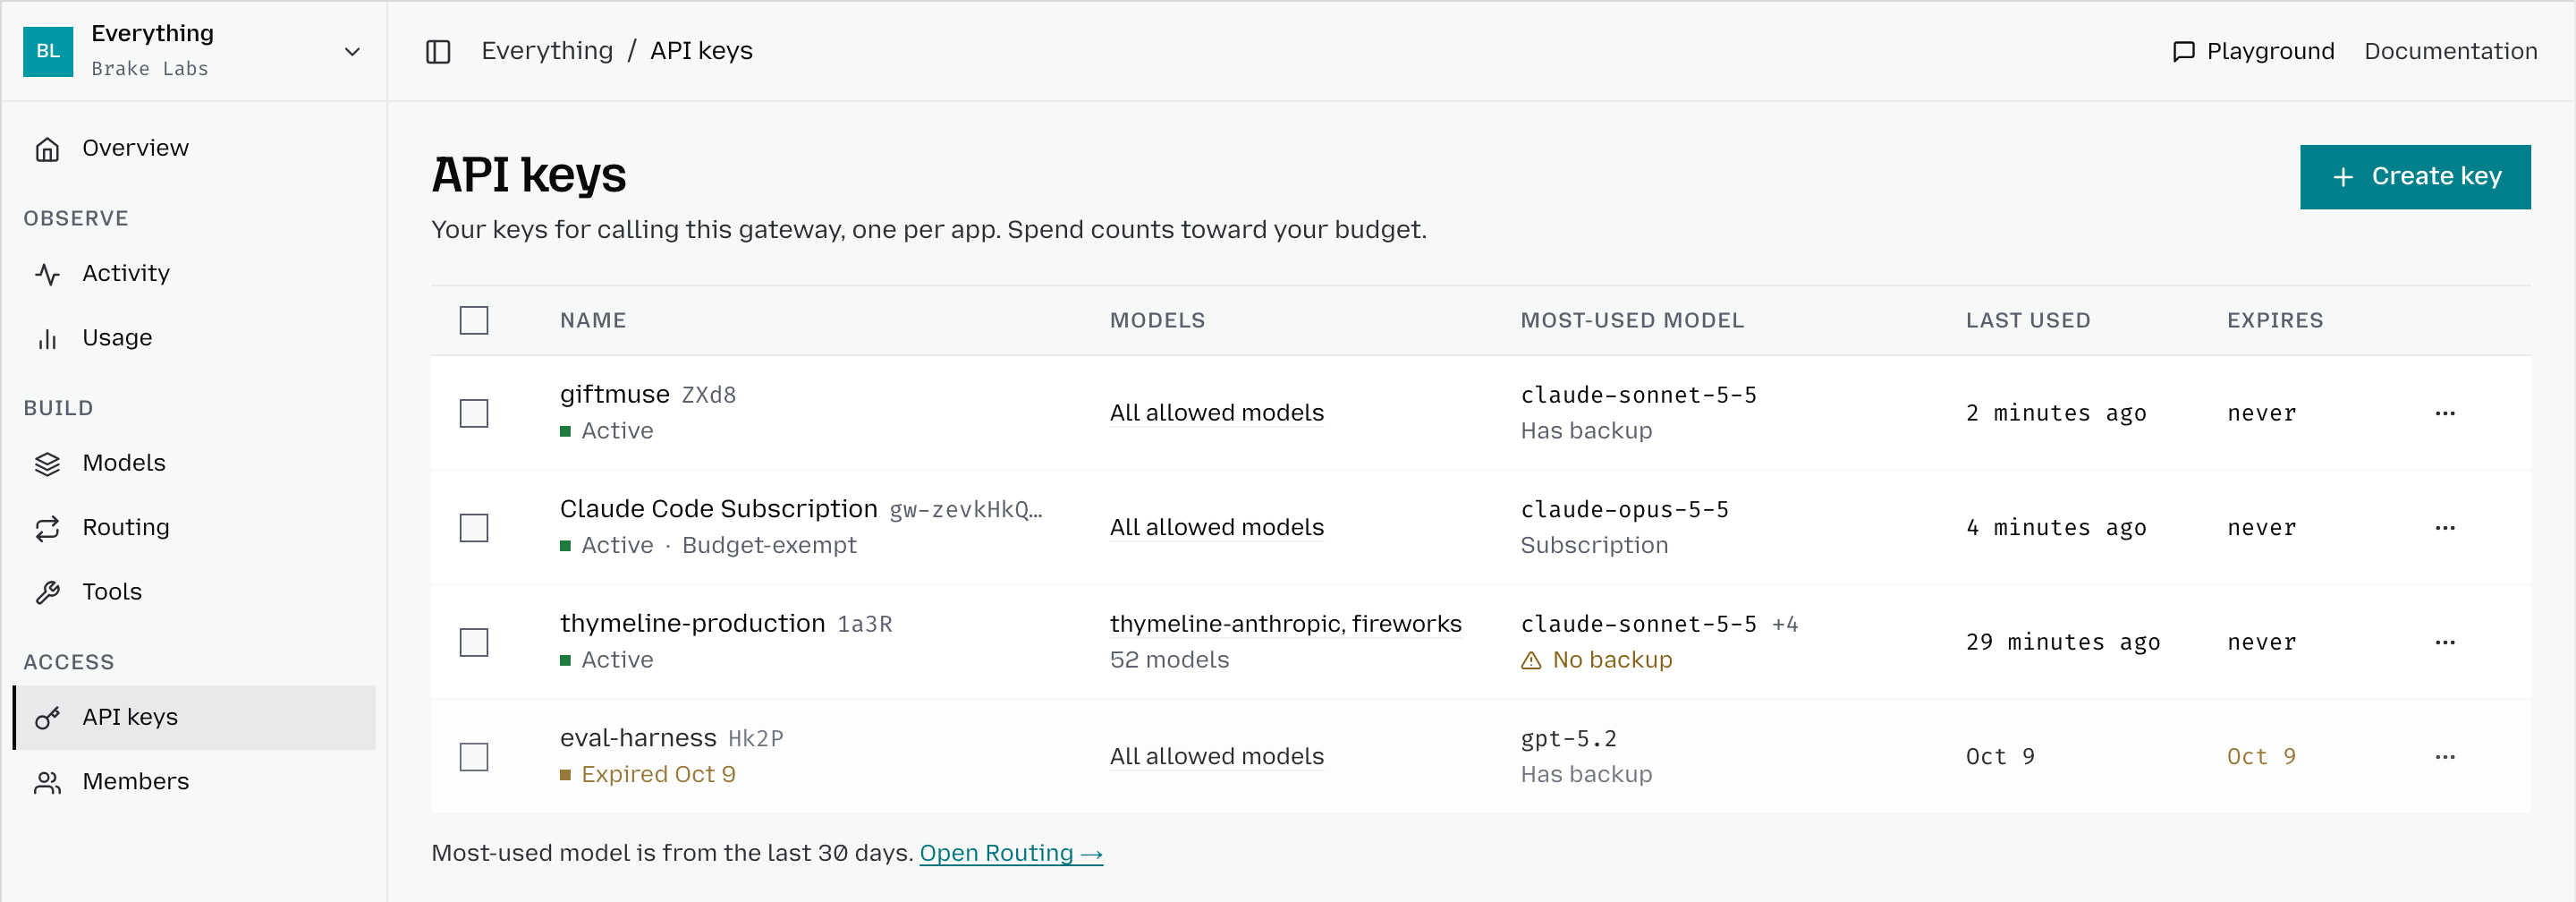 BL
Everything
Brake Labs
Everything / API keys
Playground
Documentation
Overview
OBSERVE
Activity
Usage
BUILD
Models
Routing
Tools
ACCESS
API keys
Members
API keys
Your keys for calling this gateway, one per app. Spend counts toward your budget.
+ Create key
NAME MODELS MOST-USED MODEL LAST USED EXPIRES
giftmuse ZXd8
Active
All allowed models
claude-sonnet-5-5
Has backup
2 minutes ago
never
Claude Code Subscription gw-zevkHkQ…
Active · Budget-exempt
All allowed models
claude-opus-5-5
Subscription
4 minutes ago
never
thymeline-production 1a3R
Active
thymeline-anthropic, fireworks
52 models
claude-sonnet-5-5 +4
No backup
29 minutes ago
never
eval-harness Hk2P
Expired Oct 9
All allowed models
gpt-5.2
Has backup
Oct 9
Oct 9
Most-used model is from the last 30 days. Open Routing →